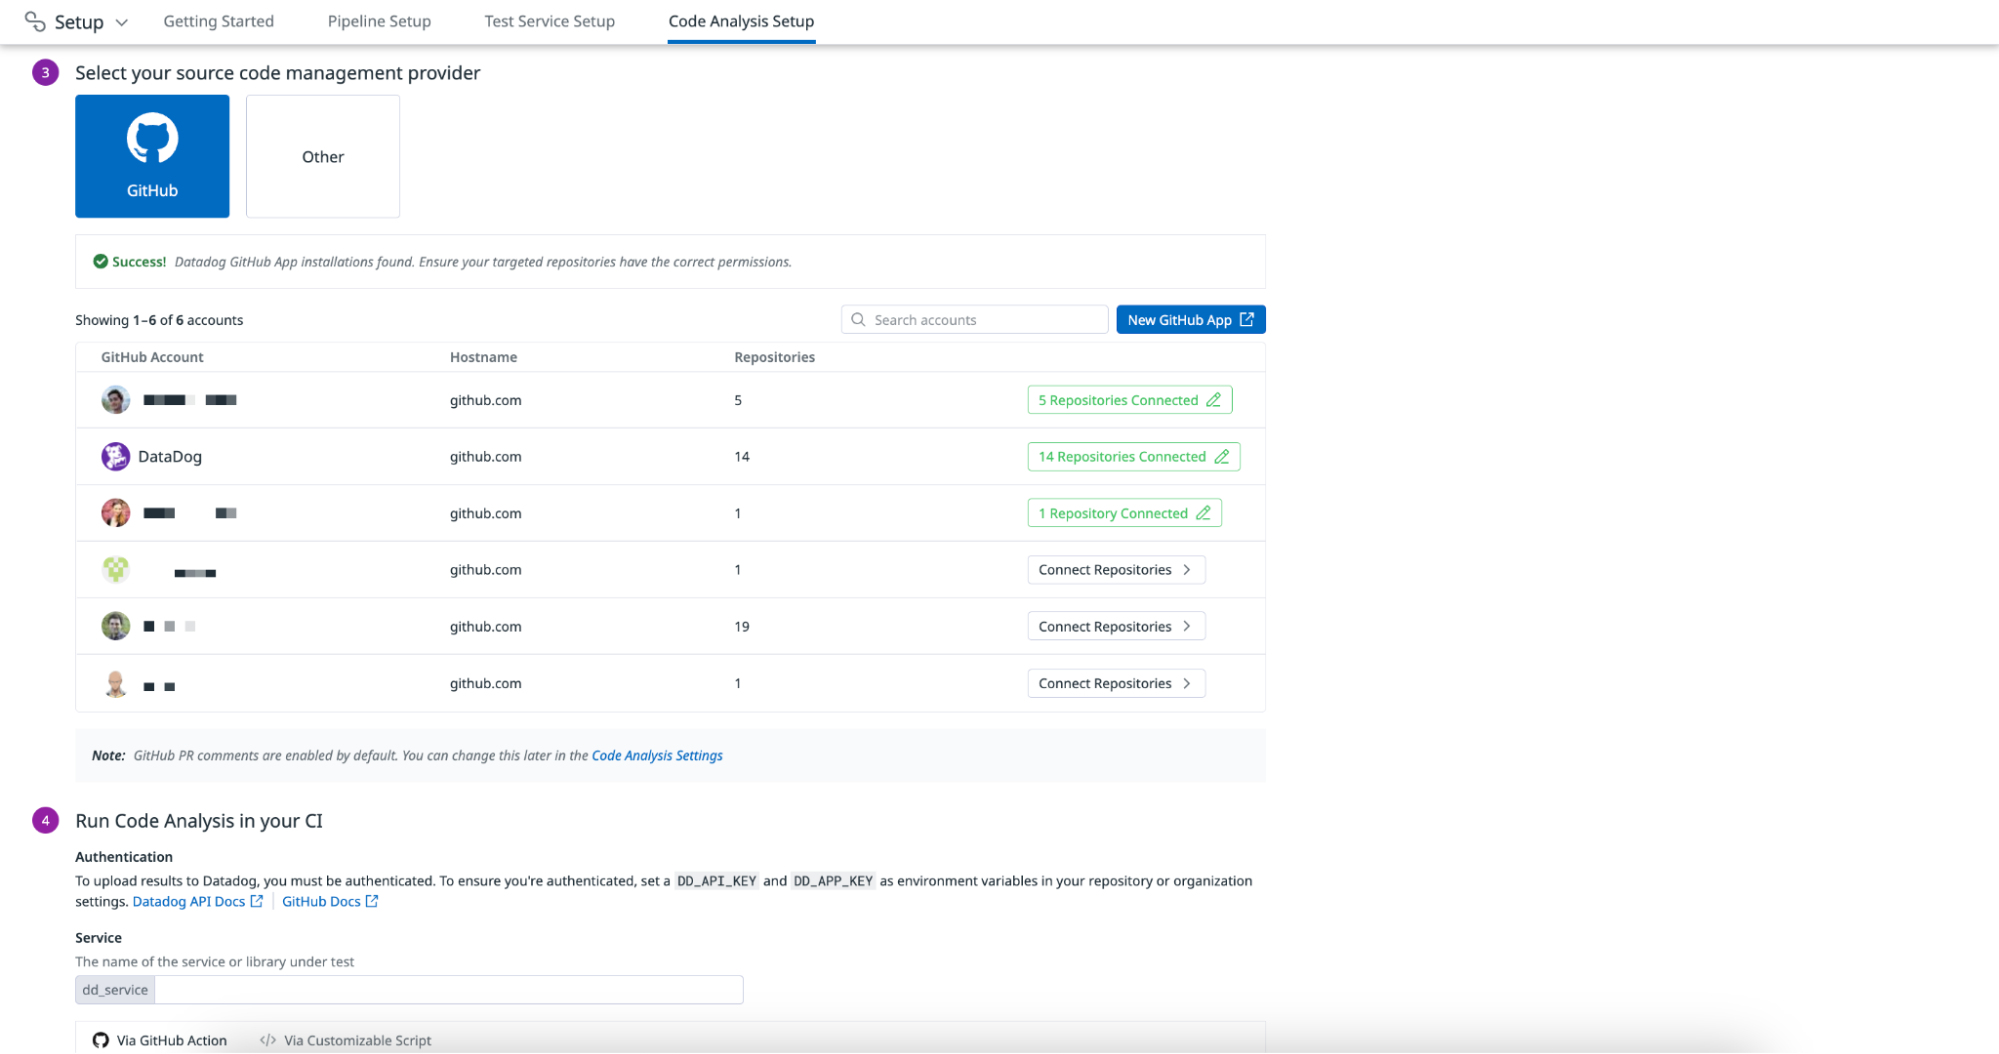 Setup Getting Started Pipeline Setup Test Service Setup Code Analysis Setup
3 Select your source code management provider
GitHub
Other
Success! Datadog GitHub App installations found. Ensure your targeted repositories have the correct permissions.
Showing 1–6 of 6 accounts Search accounts New GitHub App
GitHub Account Hostname Repositories
github.com 5 5 Repositories Connected
DataDog github.com 14 14 Repositories Connected
github.com 1 1 Repository Connected
github.com 1 Connect Repositories
github.com 19 Connect Repositories
github.com 1 Connect Repositories
Note: GitHub PR comments are enabled by default. You can change this later in the Code Analysis Settings
4 Run Code Analysis in your CI
Authentication
To upload results to Datadog, you must be authenticated. To ensure you're authenticated, set a DD_API_KEY and DD_APP_KEY as environment variables in your repository or organization
settings. Datadog API Docs GitHub Docs
Service
The name of the service or library under test
dd_service
Via GitHub Action </> Via Customizable Script